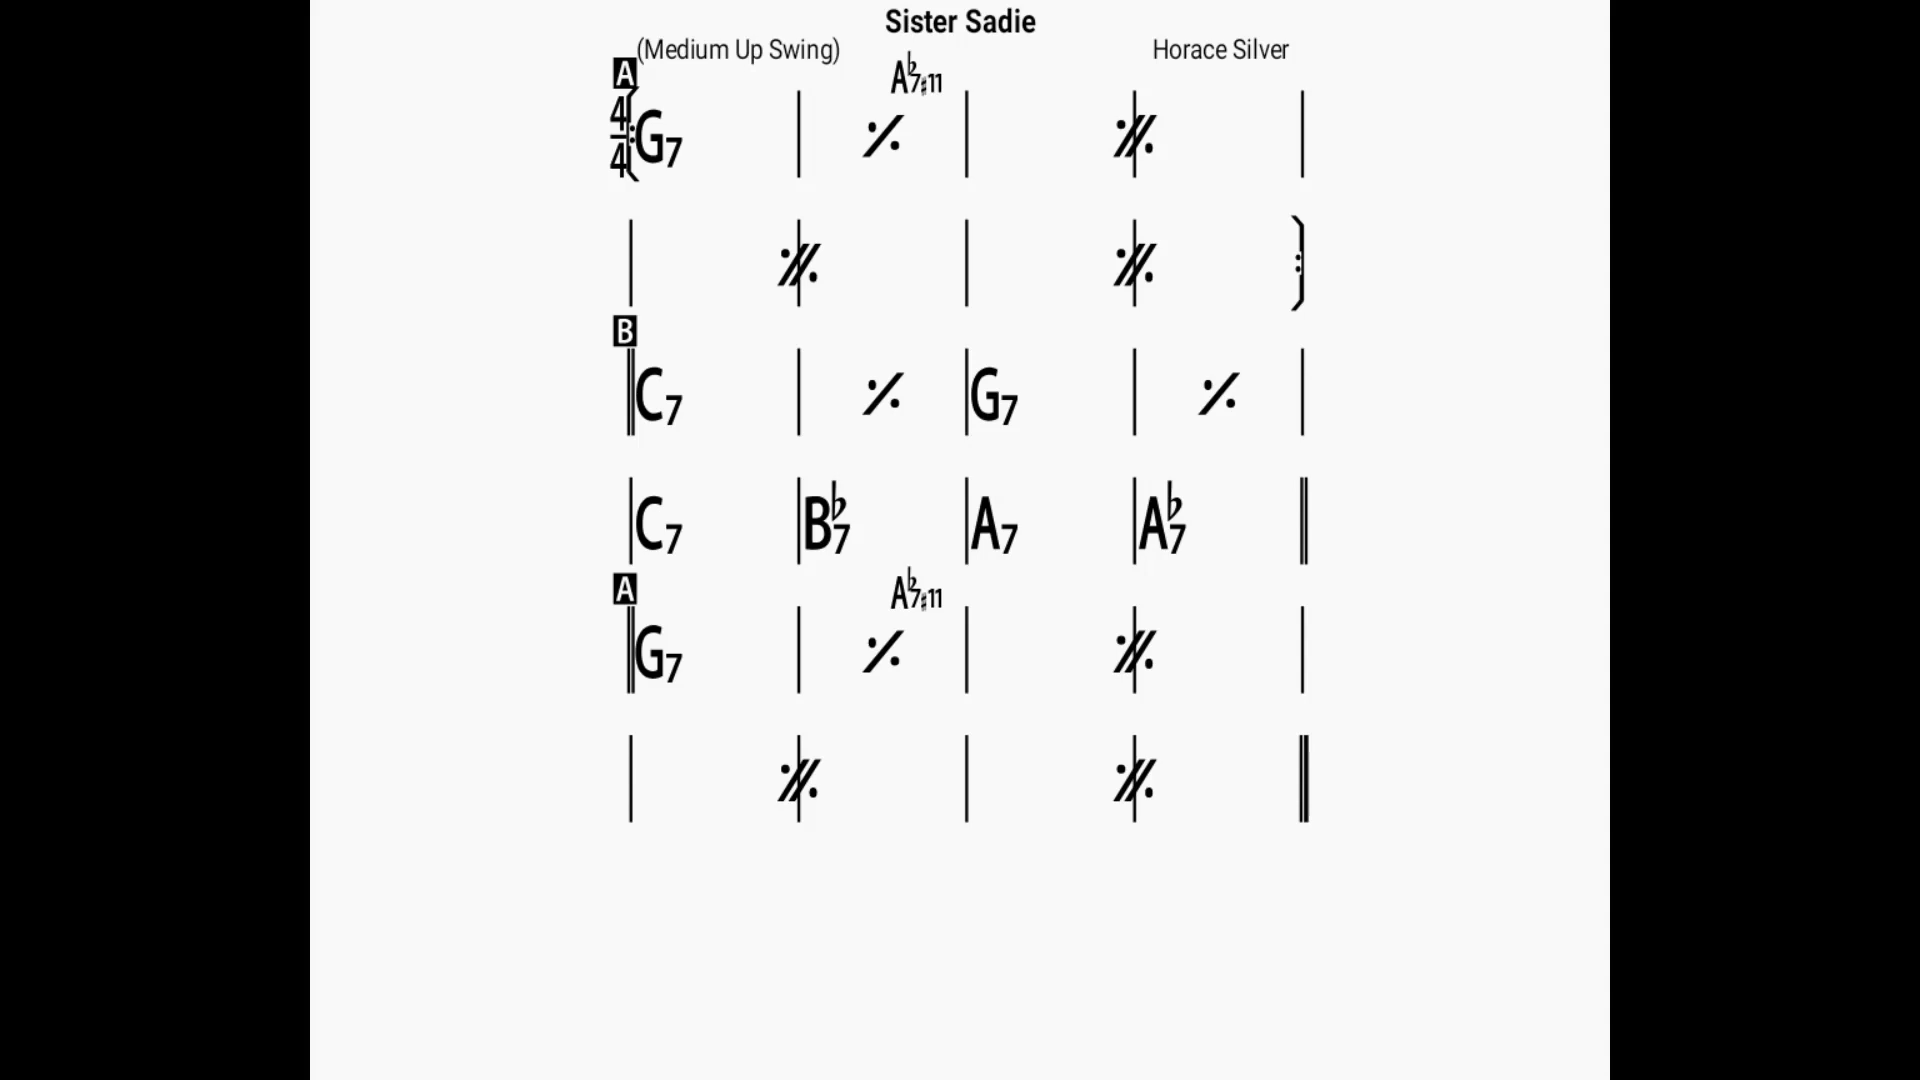 Sister Sadie
(Medium Up Swing) Horace Silver
A A♭7♯11
4/4 G7 𝄎 𝄏
𝄏 𝄏
B
C7 𝄎 G7 𝄎
C7 B♭7 A7 A♭7
A A♭7♯11
G7 𝄎 𝄏
𝄏 𝄏